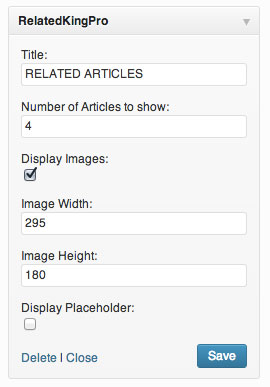 RelatedKingPro
Title:
RELATED ARTICLES
Number of Articles to show:
4
Display Images:
Image Width:
295
Image Height:
180
Display Placeholder:
Delete | Close
Save